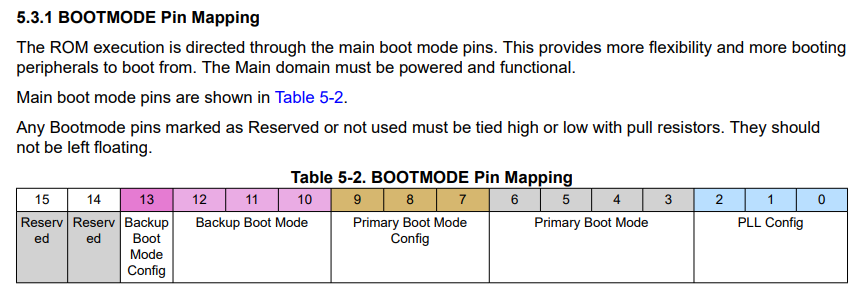 5.3.1 BOOTMODE Pin Mapping
The ROM execution is directed through the main boot mode pins. This provides more flexibility and more booting
peripherals to boot from. The Main domain must be powered and functional.
Main boot mode pins are shown in Table 5-2.
Any Bootmode pins marked as Reserved or not used must be tied high or low with pull resistors. They should
not be left floating.
Table 5-2. BOOTMODE Pin Mapping
15 14 13 12 11 10 9 8 7 6 5 4 3 2 1 0
Reserv Reserv Backup Backup Boot Mode Primary Boot Mode Primary Boot Mode PLL Config
ed ed Boot Config
Mode
Config